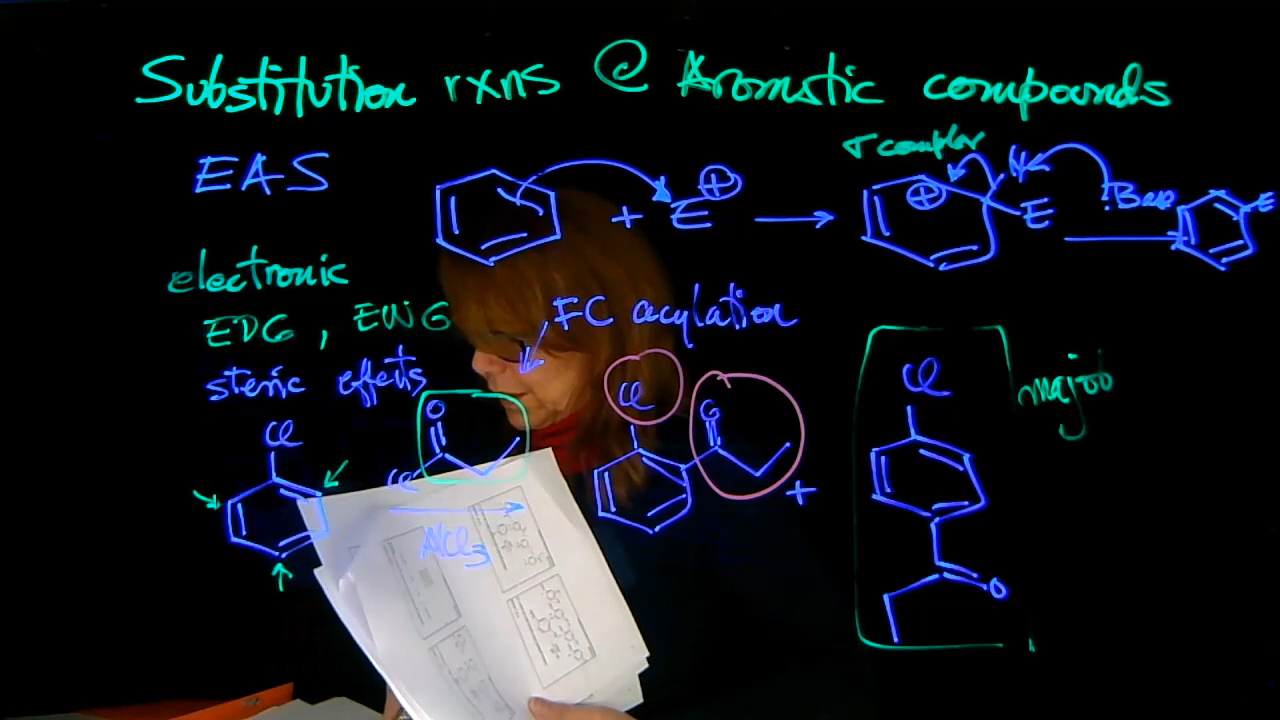 Substitution rxns @ Aromatic compounds
σ complex
EAS
+ E ⊕
⊕ H E
:Base
E
electronic
EDG, EWG
FC acylation
steric effects
major
Cl
O
Cl
O
Cl
Cl
+
AlCl3
O